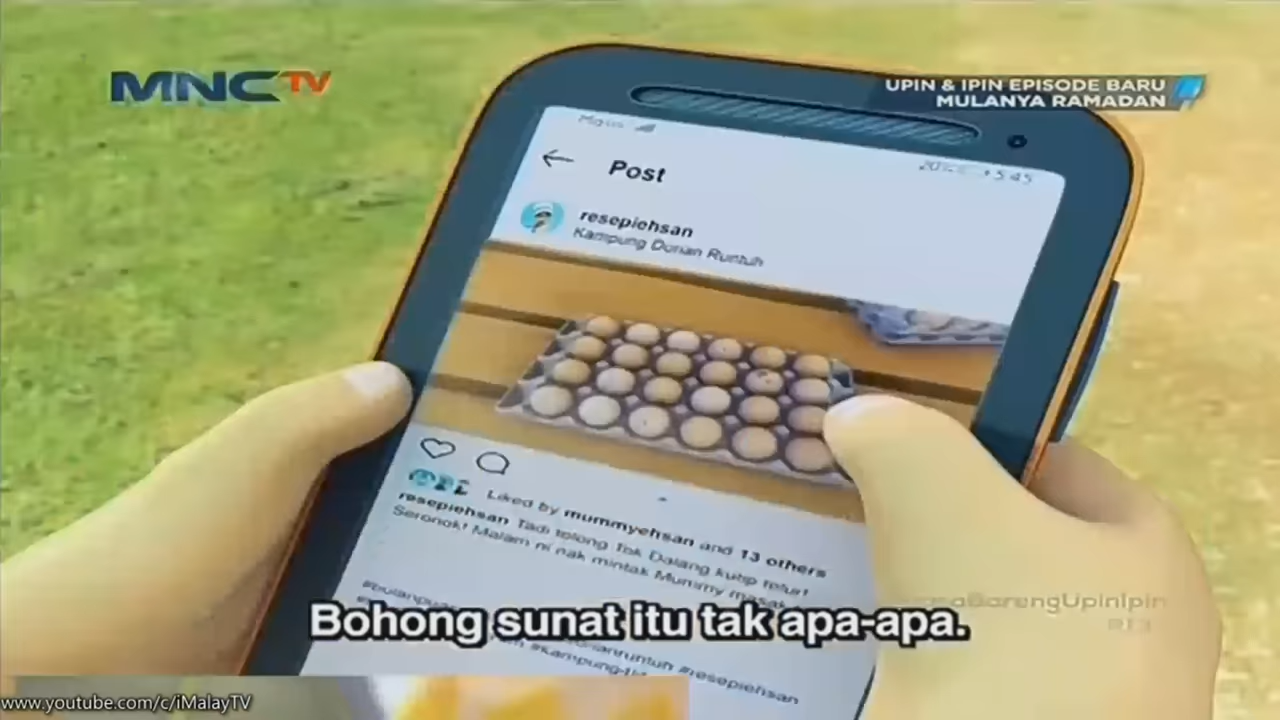 MNCTV
UPIN & IPIN EPISODE BARU
MULANYA RAMADAN
Post
resepiehsan
Kampung Durian Runtuh
Liked by mummyehsan and 13 others
resepiehsan Tadi tolong Tok Dalang kutip telur!
Seronok! Malam ni nak mintak Mummy masak
#resepiehsan
Bohong sunat itu tak apa-apa.
BarengUpinIpin
www.youtube.com/c/iMalayTV